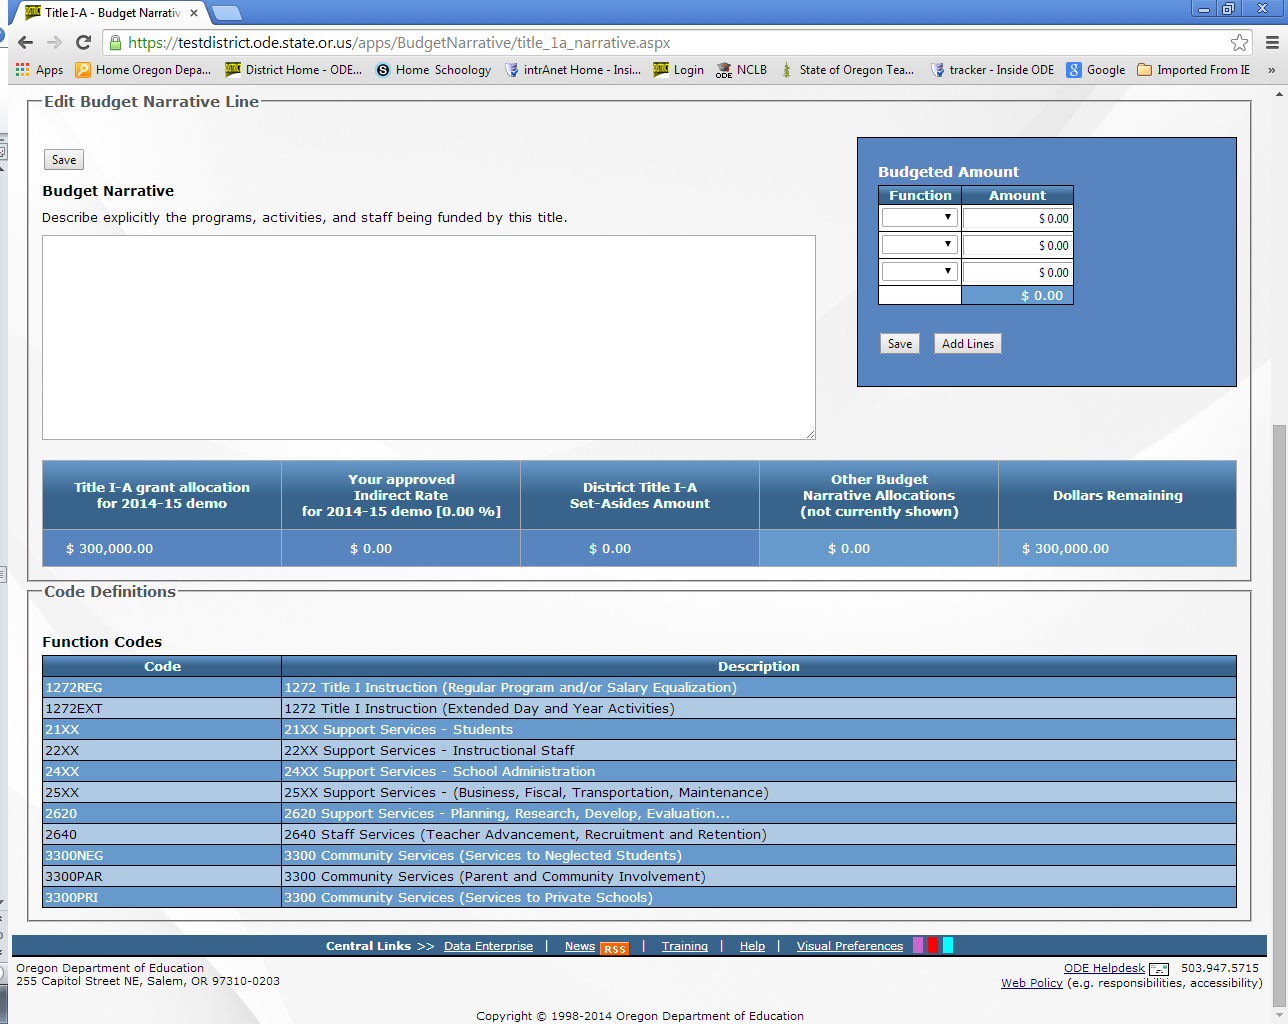 Title I-A - Budget Narrativ
https://testdistrict.ode.state.or.us/apps/BudgetNarrative/title_1a_narrative.aspx
Apps Home Oregon Depa... District Home - ODE... Home Schoology intrAnet Home - Insi... Login NCLB State of Oregon Tea... tracker - Inside ODE Google Imported From IE »
Edit Budget Narrative Line
Save
Budget Narrative
Describe explicitly the programs, activities, and staff being funded by this title.
Budgeted Amount
Function Amount
$ 0.00
$ 0.00
$ 0.00
$ 0.00
Save Add Lines
Title I-A grant allocation
for 2014-15 demo
Your approved
Indirect Rate
for 2014-15 demo [0.00 %]
District Title I-A
Set-Asides Amount
Other Budget
Narrative Allocations
(not currently shown)
Dollars Remaining
$ 300,000.00 $ 0.00 $ 0.00 $ 0.00 $ 300,000.00
Code Definitions
Function Codes
Code Description
1272REG 1272 Title I Instruction (Regular Program and/or Salary Equalization)
1272EXT 1272 Title I Instruction (Extended Day and Year Activities)
21XX 21XX Support Services - Students
22XX 22XX Support Services - Instructional Staff
24XX 24XX Support Services - School Administration
25XX 25XX Support Services - (Business, Fiscal, Transportation, Maintenance)
2620 2620 Support Services - Planning, Research, Develop, Evaluation...
2640 2640 Staff Services (Teacher Advancement, Recruitment and Retention)
3300NEG 3300 Community Services (Services to Neglected Students)
3300PAR 3300 Community Services (Parent and Community Involvement)
3300PRI 3300 Community Services (Services to Private Schools)
Central Links >> Data Enterprise | News RSS | Training | Help | Visual Preferences
Oregon Department of Education
255 Capitol Street NE, Salem, OR 97310-0203
ODE Helpdesk 503.947.5715
Web Policy (e.g. responsibilities, accessibility)
Copyright © 1998-2014 Oregon Department of Education